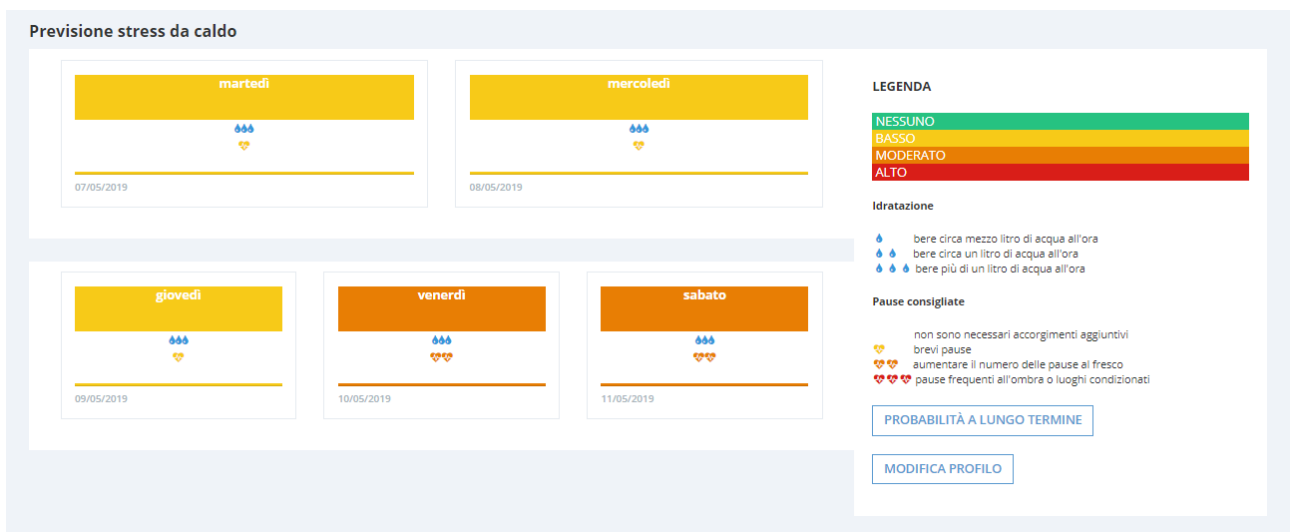 Previsione stress da caldo
martedì
07/05/2019
mercoledì
08/05/2019
giovedì
09/05/2019
venerdì
10/05/2019
sabato
11/05/2019
LEGENDA
NESSUNO
BASSO
MODERATO
ALTO
Idratazione
bere circa mezzo litro di acqua all'ora
bere circa un litro di acqua all'ora
bere più di un litro di acqua all'ora
Pause consigliate
non sono necessari accorgimenti aggiuntivi
brevi pause
aumentare il numero delle pause al fresco
pause frequenti all'ombra o luoghi condizionati
PROBABILITÀ A LUNGO TERMINE
MODIFICA PROFILO